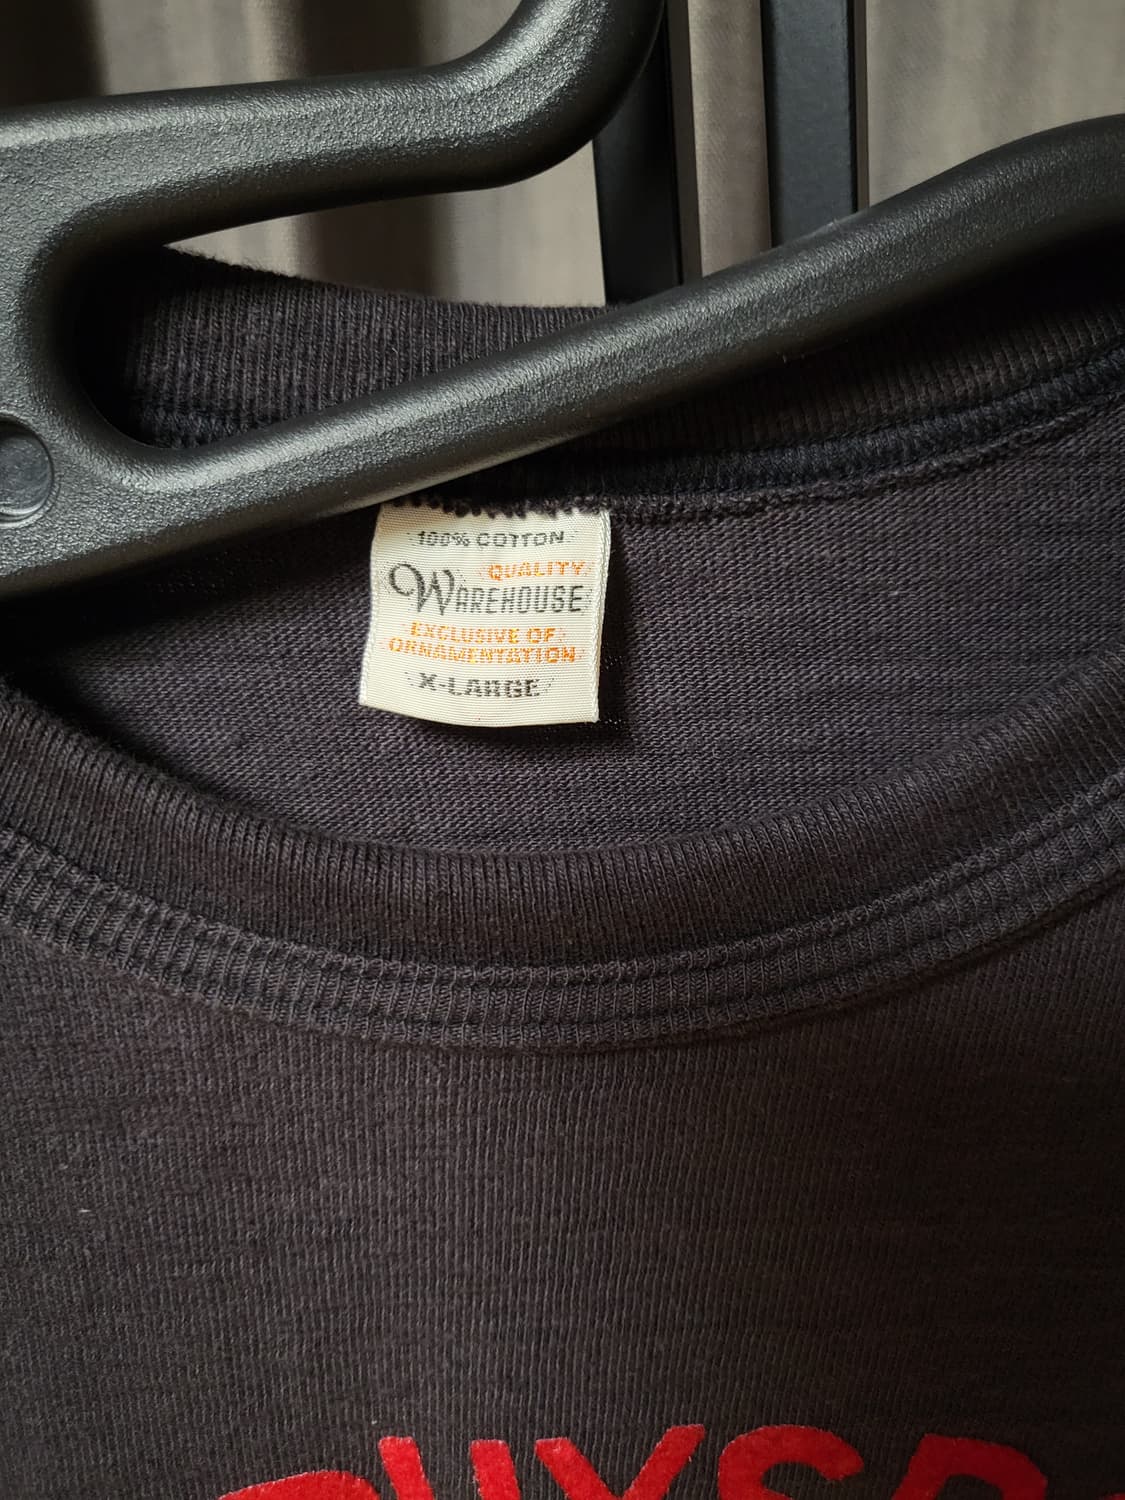 100% COTTON
QUALITY
WAREHOUSE
EXCLUSIVE OF
ORNAMENTATION
X-LARGE